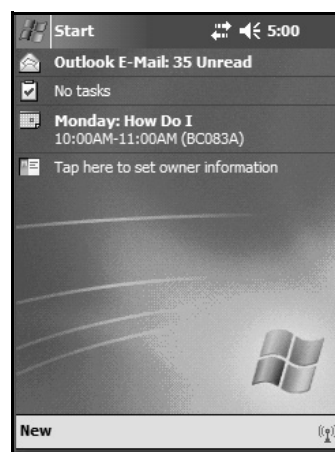 Start 5:00
Outlook E-Mail: 35 Unread
No tasks
Monday: How Do I
10:00AM-11:00AM (BC083A)
Tap here to set owner information
New